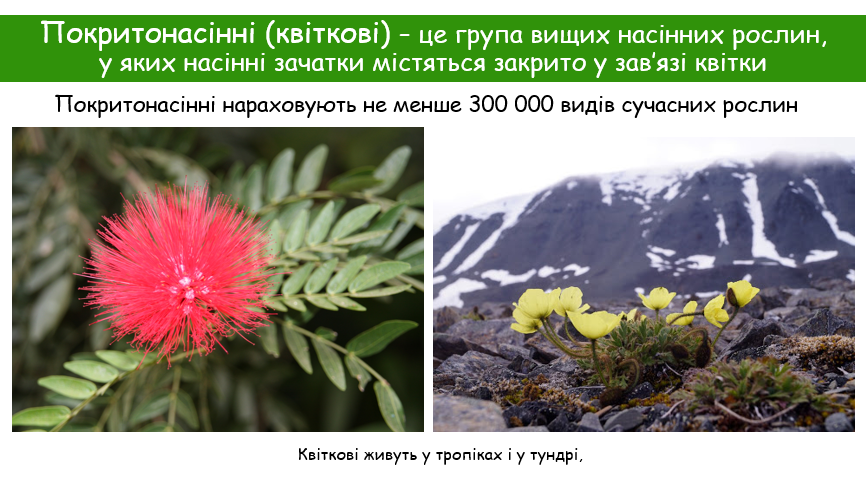 Покритонасінні (квіткові) – це група вищих насінних рослин,
у яких насінні зачатки містяться закрито у зав’язі квітки
Покритонасінні нараховують не менше 300 000 видів сучасних рослин
Квіткові живуть у тропіках і у тундрі,